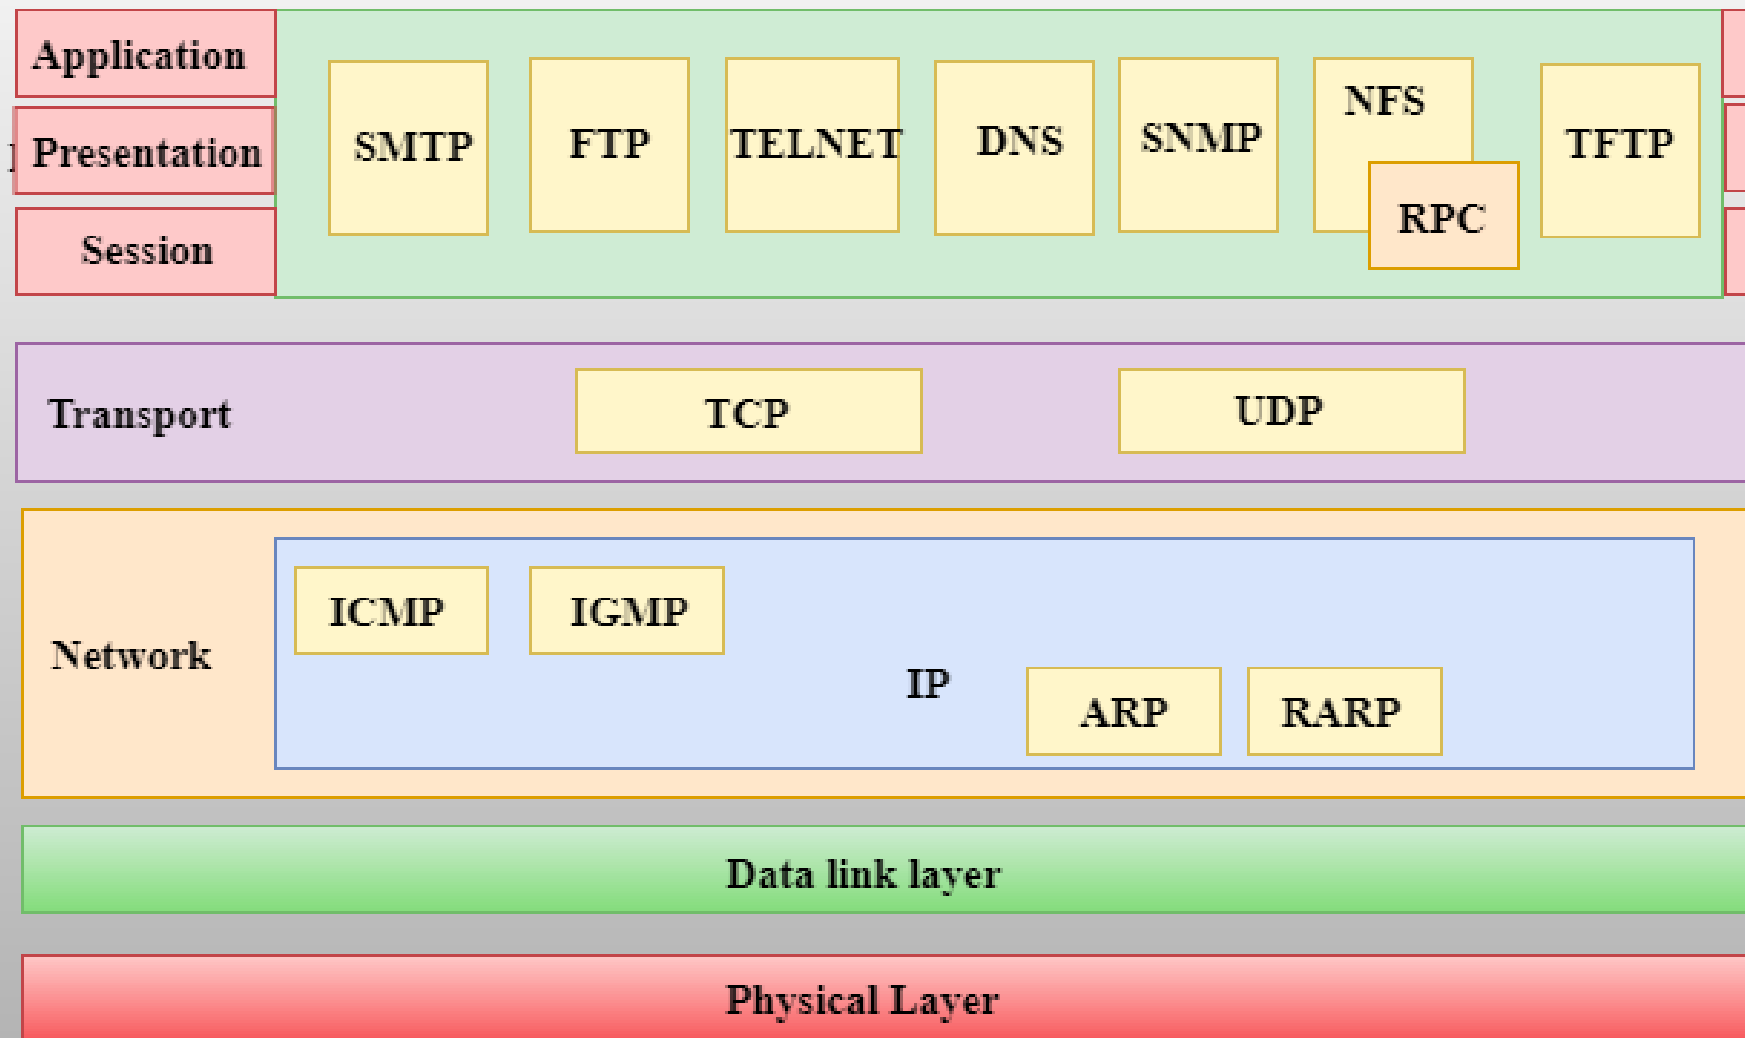 Application
Presentation
Session
SMTP
FTP
TELNET
DNS
SNMP
NFS
RPC
TFTP
Transport
TCP
UDP
Network
ICMP
IGMP
IP
ARP
RARP
Data link layer
Physical Layer